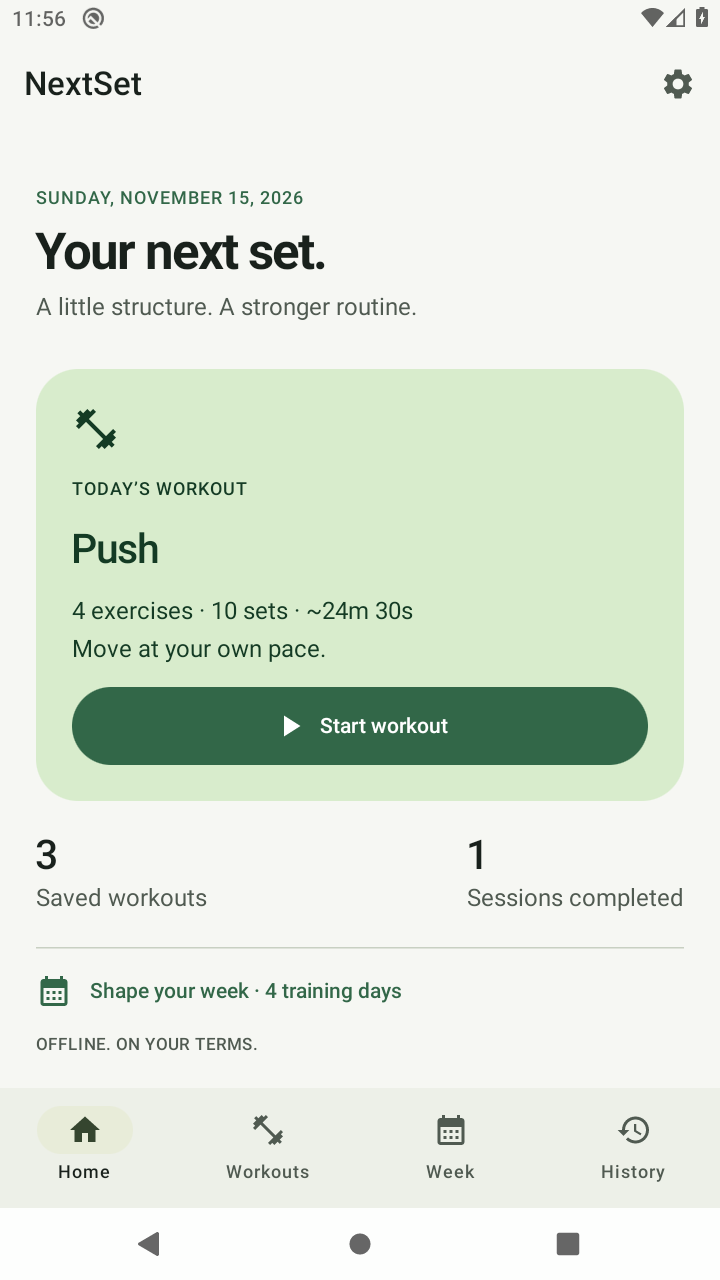 11:56
NextSet
SUNDAY, NOVEMBER 15, 2026
Your next set.
A little structure. A stronger routine.
TODAY’S WORKOUT
Push
4 exercises · 10 sets · ~24m 30s
Move at your own pace.
Start workout
3
Saved workouts
1
Sessions completed
Shape your week · 4 training days
OFFLINE. ON YOUR TERMS.
Home
Workouts
Week
History